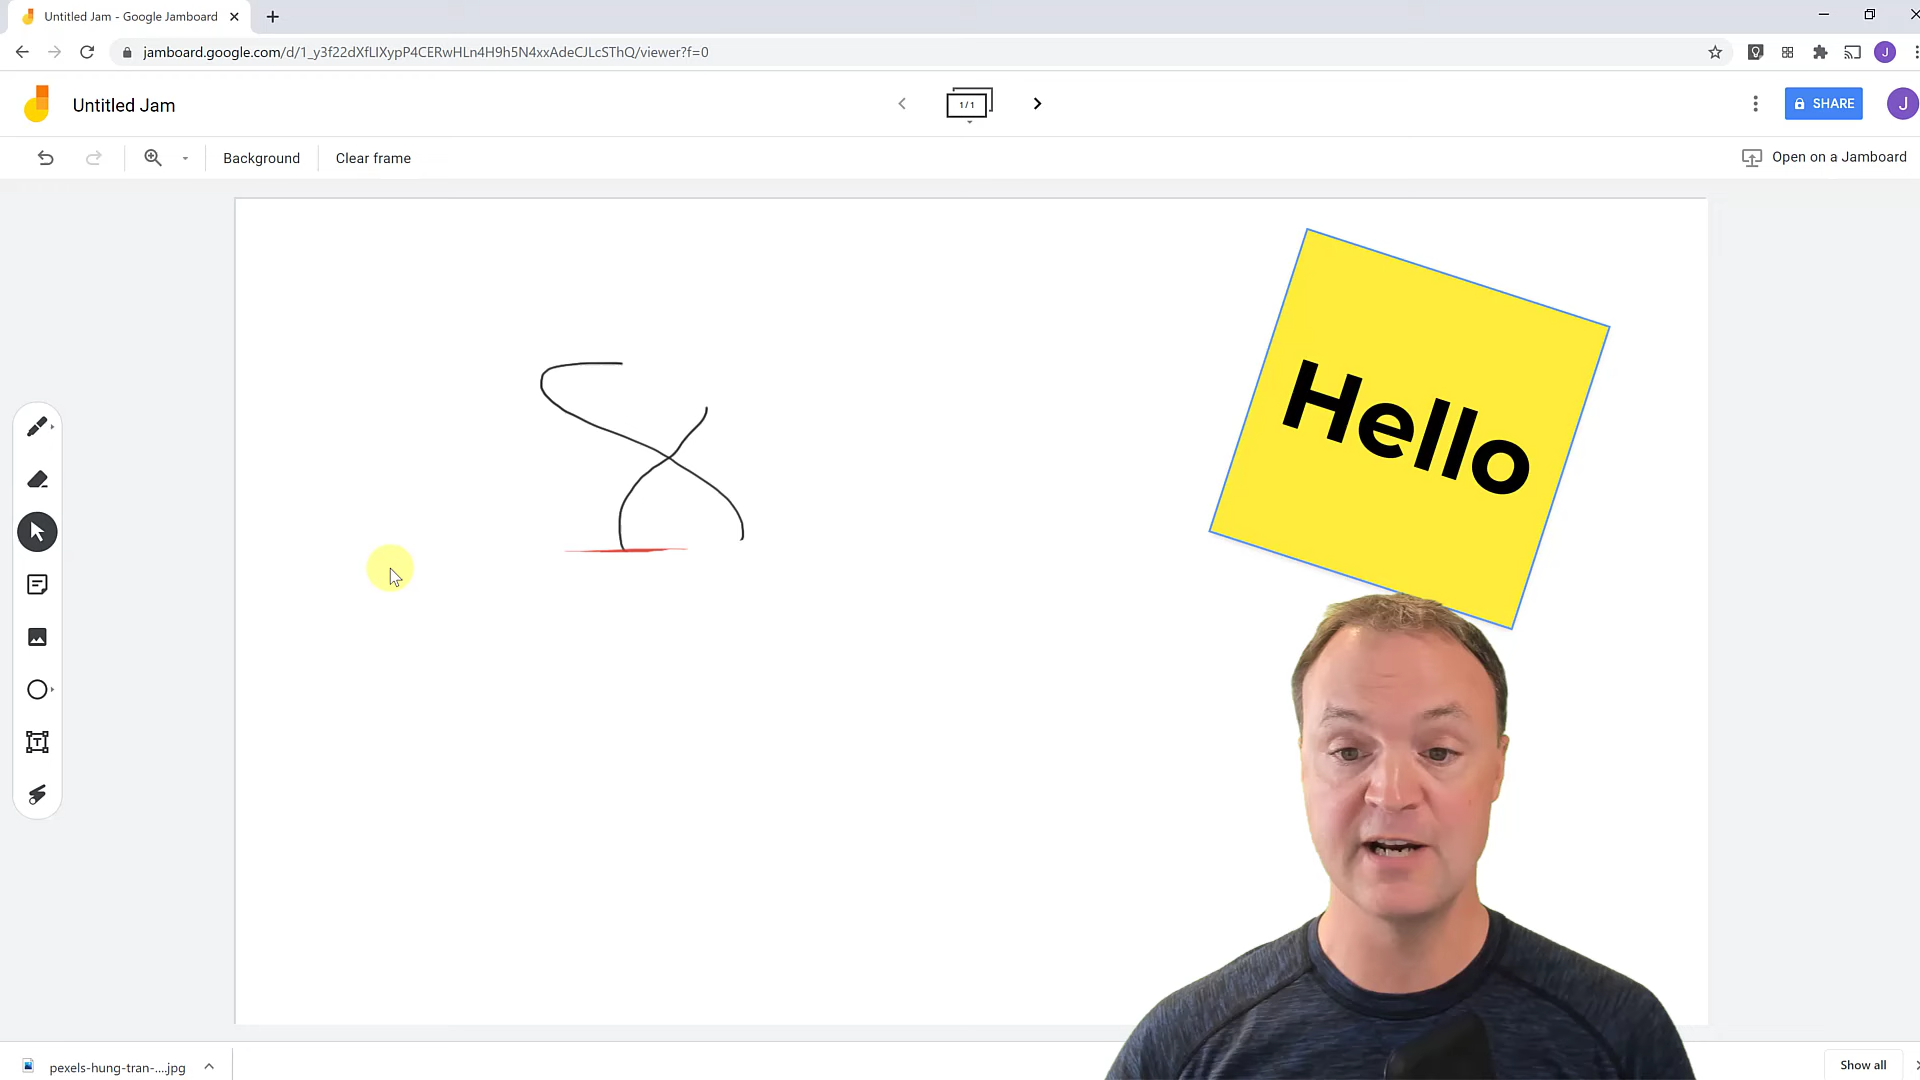 Untitled Jam - Google Jamboard
jamboard.google.com/d/1_y3f22dXfLIXypP4CERwHLn4H9h5N4xxAdeCJLcSThQ/viewer?f=0
J
Untitled Jam
1/1
SHARE
J
Background
Clear frame
Open on a Jamboard
Hello
pexels-hung-tran-....jpg
Show all